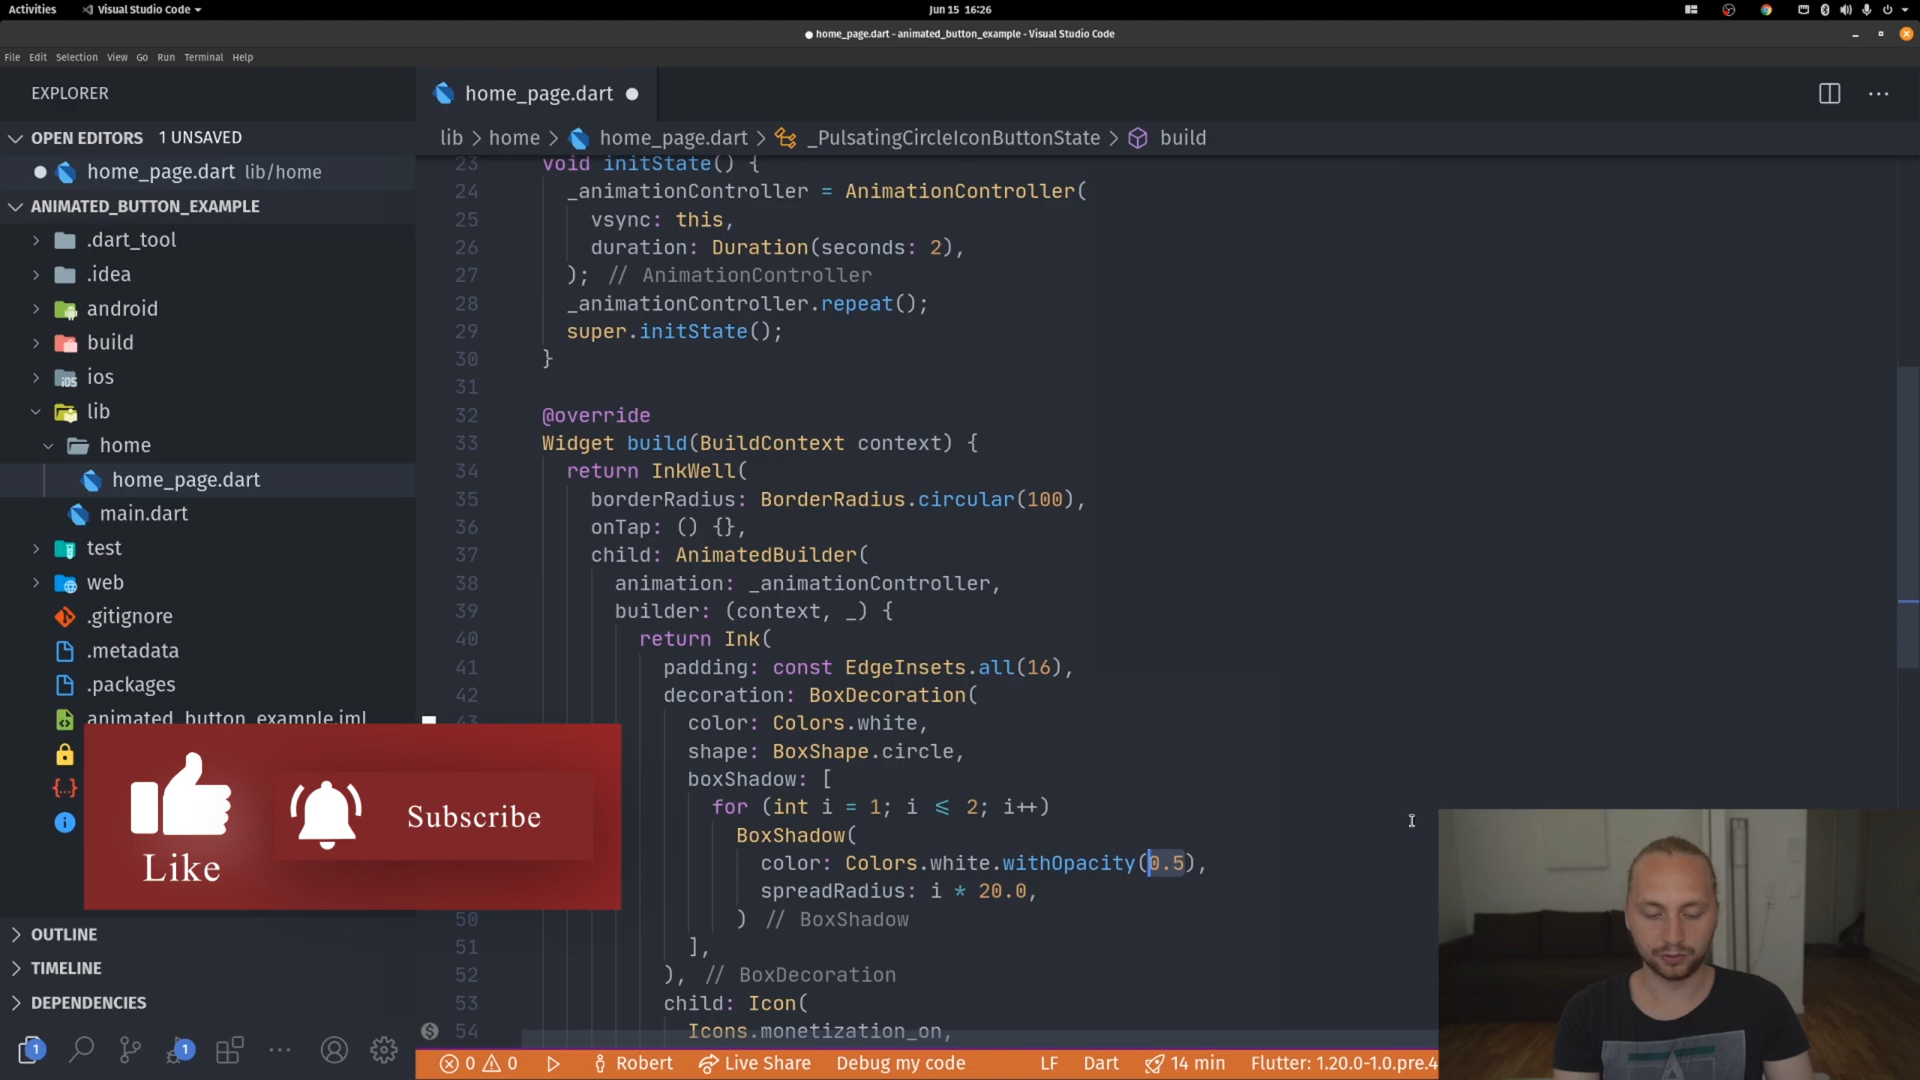 Activities
Visual Studio Code
Jun 15 16:26
home_page.dart - animated_button_example - Visual Studio Code
File Edit Selection View Go Run Terminal Help
EXPLORER
home_page.dart
OPEN EDITORS 1 UNSAVED
lib > home > home_page.dart > _PulsatingCircleIconButtonState > build
home_page.dart lib/home
ANIMATED_BUTTON_EXAMPLE
.dart_tool
.idea
android
build
ios
lib
home
home_page.dart
main.dart
test
web
.gitignore
.metadata
.packages
animated_button_example.iml
23 void initState() {
24 _animationController = AnimationController(
25 vsync: this,
26 duration: Duration(seconds: 2),
27 ); // AnimationController
28 _animationController.repeat();
29 super.initState();
30 }
31
32 @override
33 Widget build(BuildContext context) {
34 return InkWell(
35 borderRadius: BorderRadius.circular(100),
36 onTap: () {},
37 child: AnimatedBuilder(
38 animation: _animationController,
39 builder: (context, _) {
40 return Ink(
41 padding: const EdgeInsets.all(16),
42 decoration: BoxDecoration(
43 color: Colors.white,
shape: BoxShape.circle,
boxShadow: [
for (int i = 1; i <= 2; i++)
BoxShadow(
color: Colors.white.withOpacity(0.5),
spreadRadius: i * 20.0,
50 ) // BoxShadow
51 ],
52 ), // BoxDecoration
53 child: Icon(
54 Icons.monetization_on,
Like
Subscribe
OUTLINE
TIMELINE
DEPENDENCIES
1
1
0 0
Robert
Live Share
Debug my code
LF
Dart
14 min
Flutter: 1.20.0-1.0.pre.4